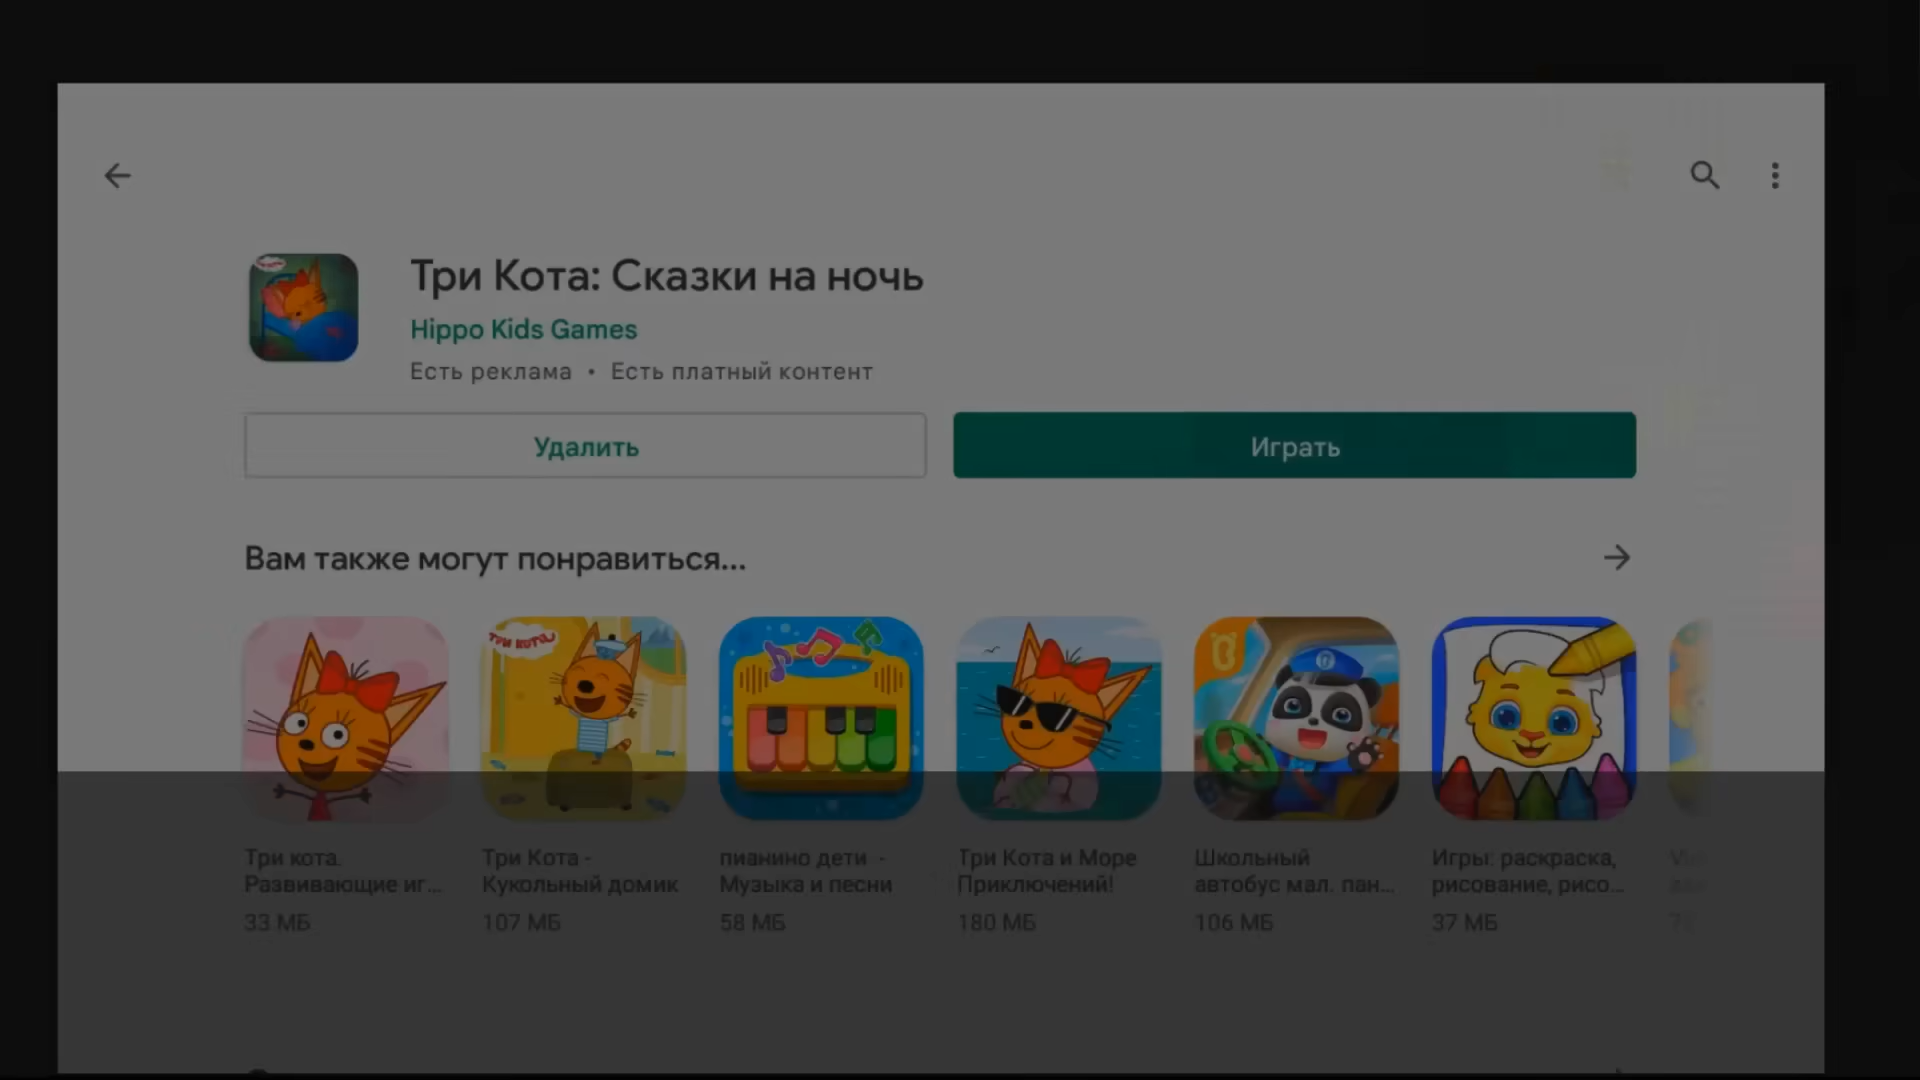 Три Кота: Сказки на ночь
Hippo Kids Games
Есть реклама • Есть платный контент
Удалить
Играть
Вам также могут понравиться...
ТРИ КОТА
Три кота.
Развивающие иг...
33 МБ
Три Кота -
Кукольный домик
107 МБ
пианино дети -
Музыка и песни
58 МБ
Три Кота и Море
Приключений!
180 МБ
Школьный
автобус мал. пан...
106 МБ
Игры: раскраска,
рисование, рисо...
37 МБ